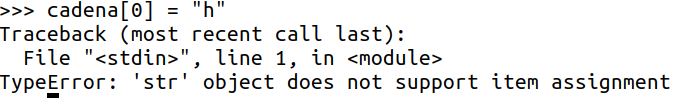 >>> cadena[0] = "h"
Traceback (most recent call last):
  File "<stdin>", line 1, in <module>
TypeError: 'str' object does not support item assignment